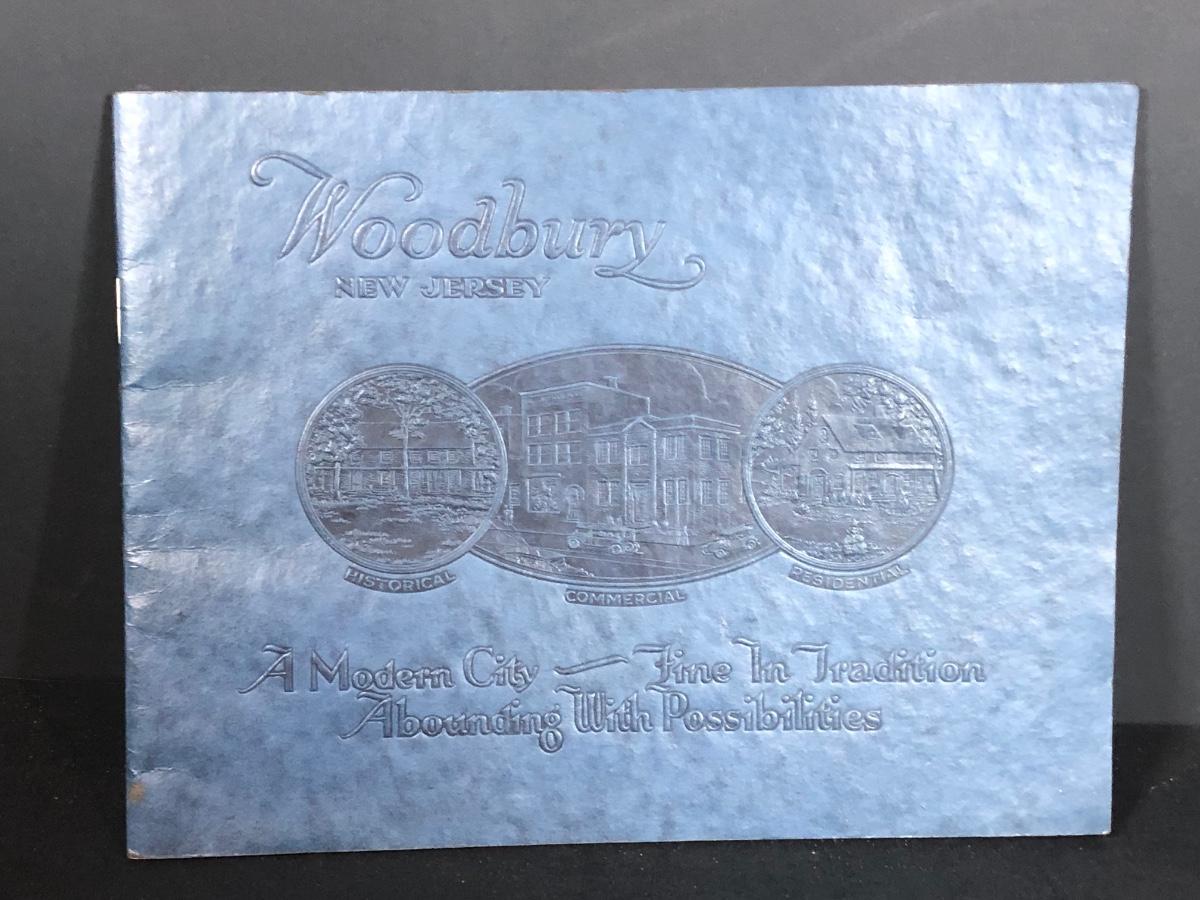 Woodbury
NEW JERSEY
HISTORICAL
COMMERCIAL
RESIDENTIAL
A Modern City — Fine In Tradition
Abounding With Possibilities